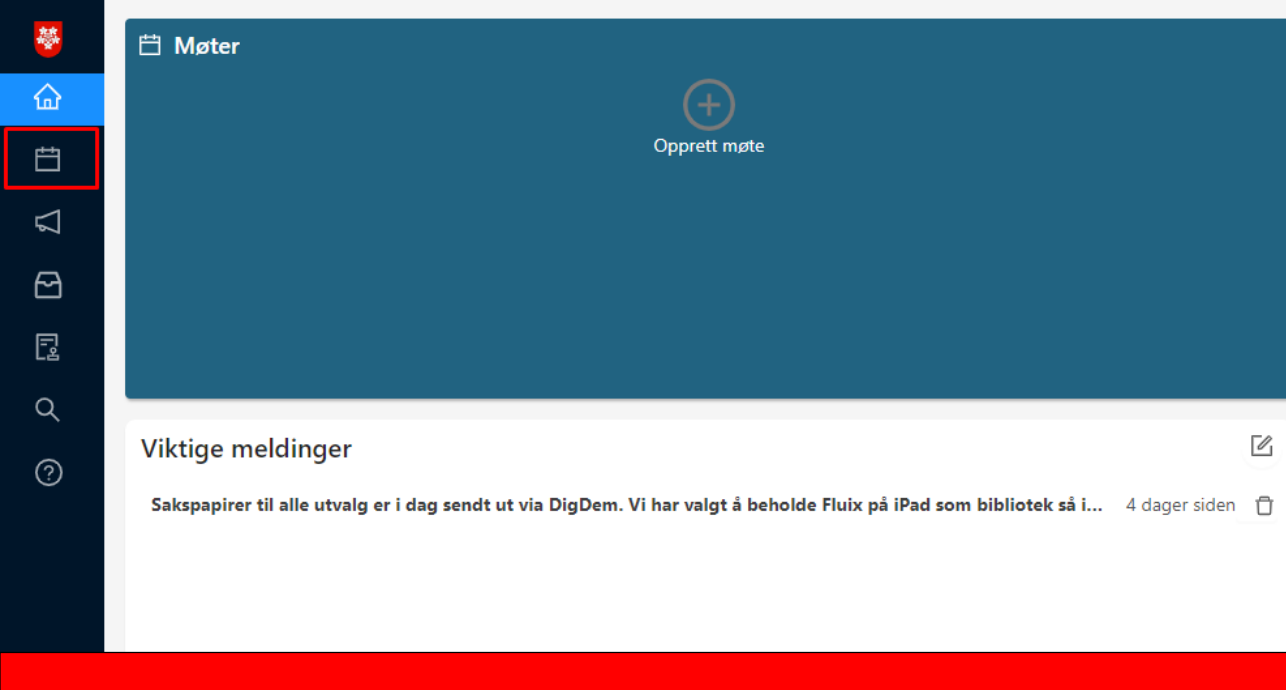 Møter
Opprett møte
Viktige meldinger
Sakspapirer til alle utvalg er i dag sendt ut via DigDem. Vi har valgt å beholde Fluix på iPad som bibliotek så i... 4 dager siden